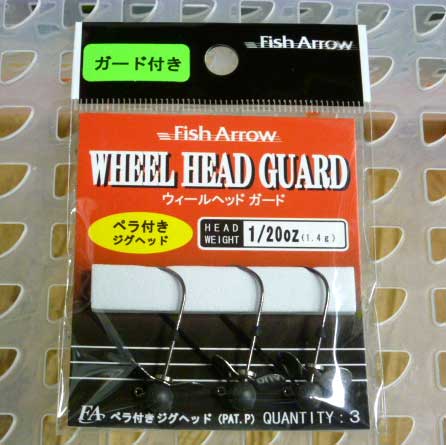 Fish Arrow
ガード付き
Fish Arrow
WHEEL HEAD GUARD
ウィールヘッド ガード
ペラ付き
ジグヘッド
HEAD
WEIGHT
1/20oz(1.4g)
FA ペラ付きジグヘッド (PAT.P) QUANTITY:3